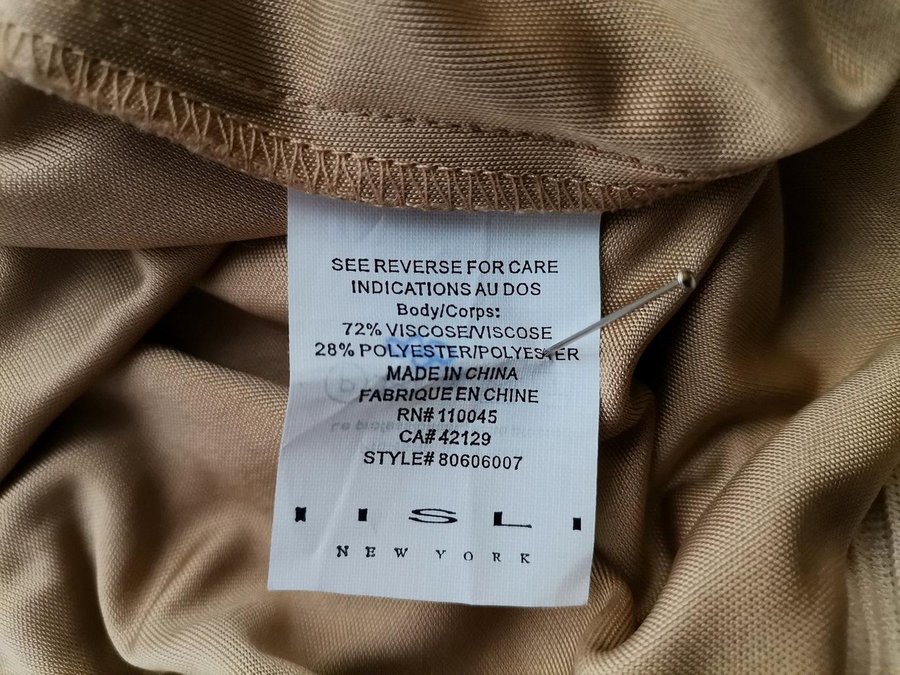 SEE REVERSE FOR CARE
INDICATIONS AU DOS
Body/Corps:
72% VISCOSE/VISCOSE
28% POLYESTER/POLYESTER
MADE IN CHINA
FABRIQUE EN CHINE
RN# 110045
CA# 42129
STYLE# 80606007
NEW YORK